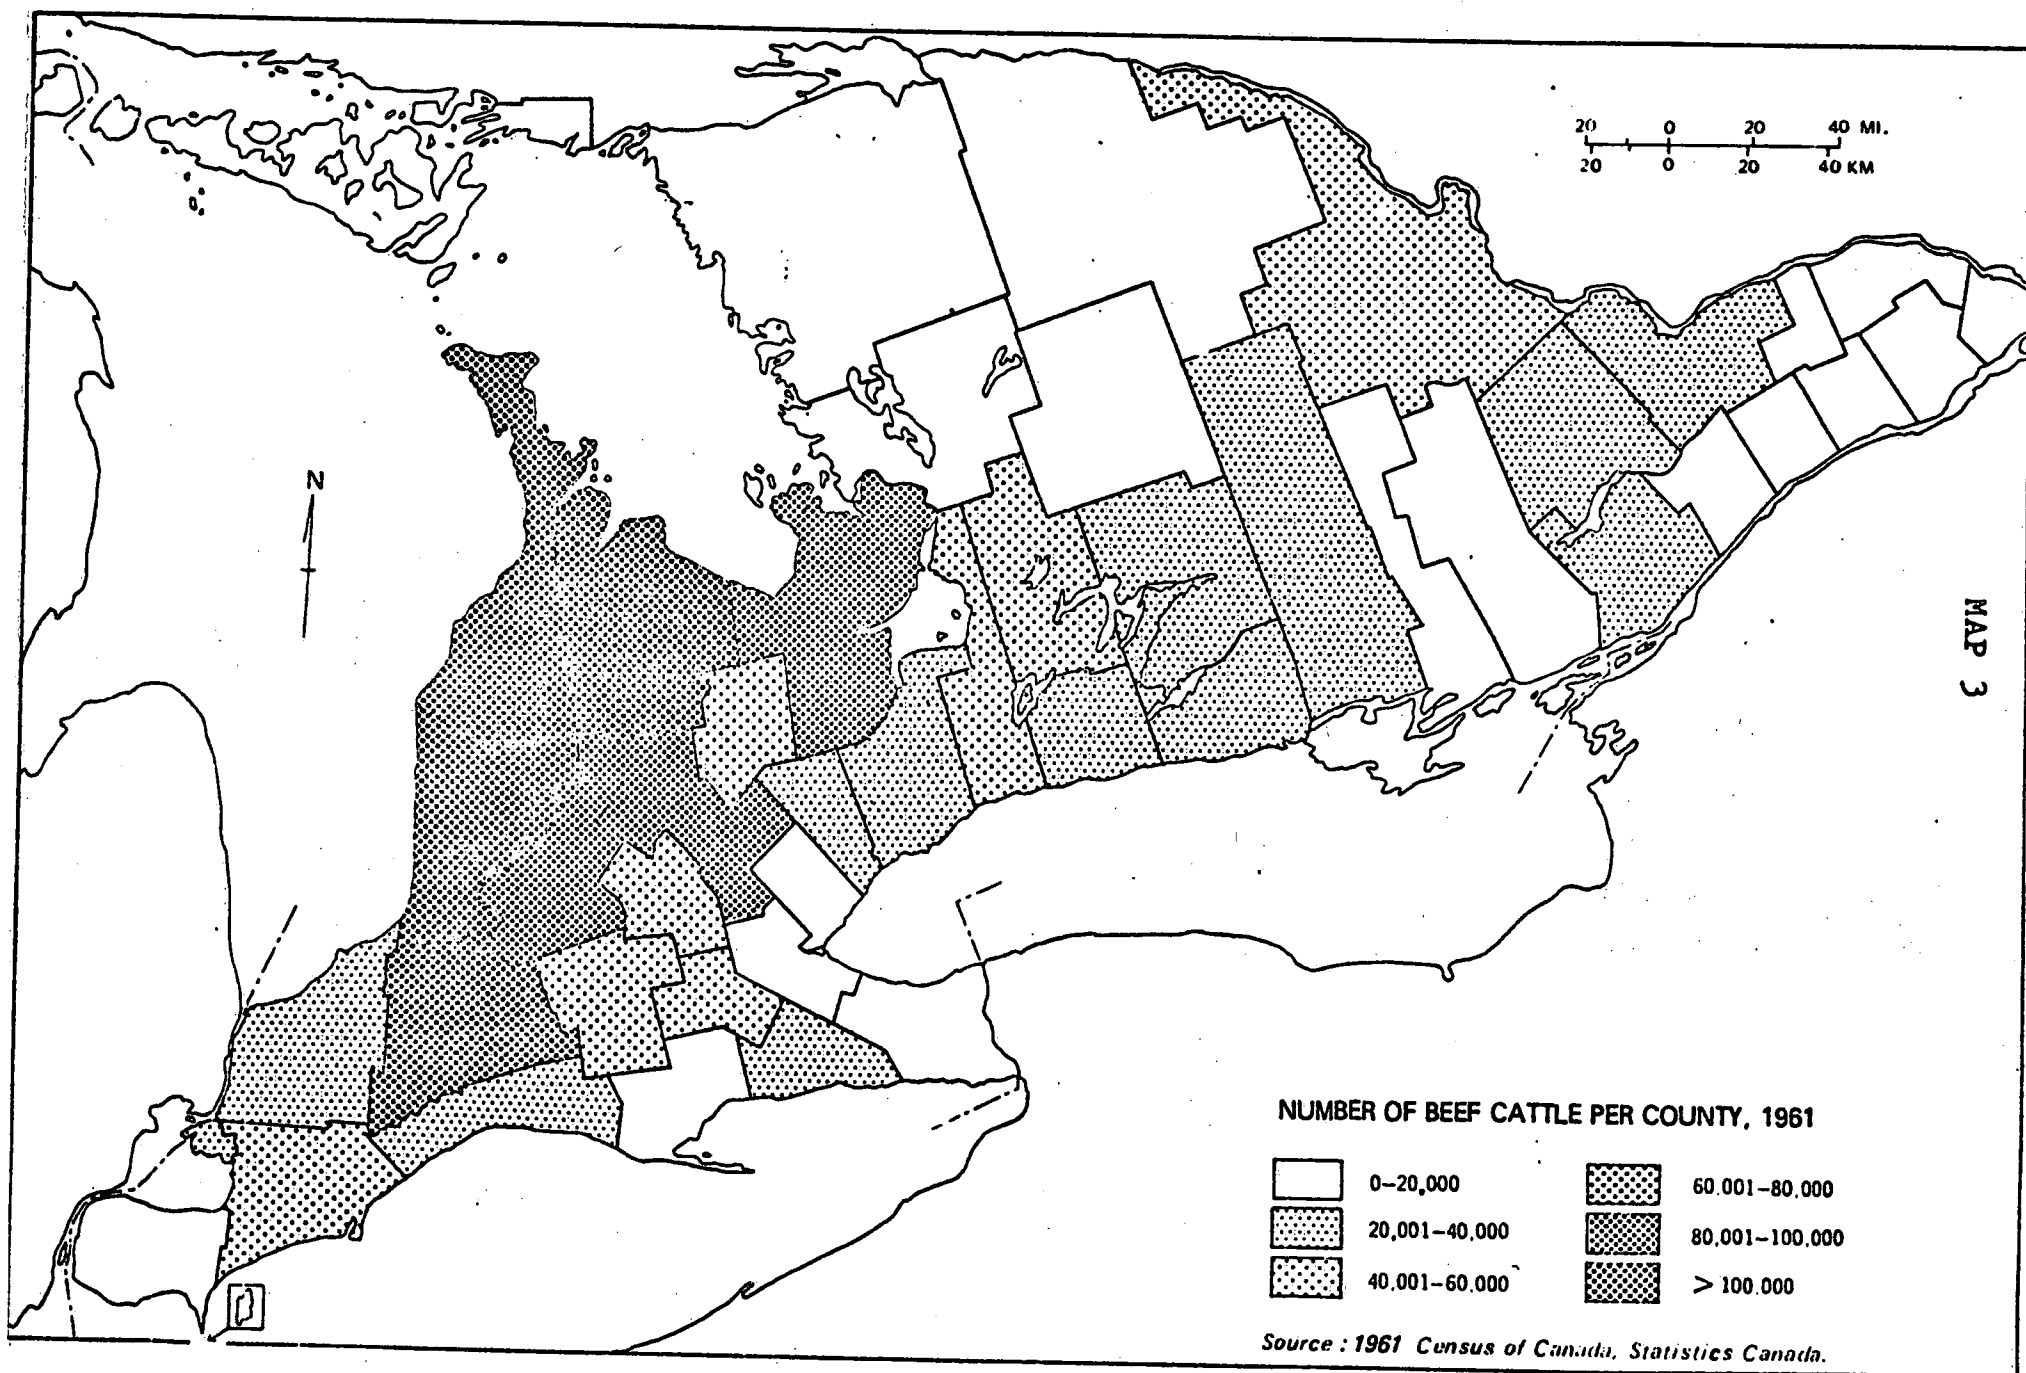 20 0 20 40 MI.
20 0 20 40 KM
N
MAP 3
NUMBER OF BEEF CATTLE PER COUNTY, 1961
0–20,000
20,001–40,000
40,001–60,000
60.001–80,000
80,001–100,000
> 100.000
Source : 1961 Census of Canada, Statistics Canada.